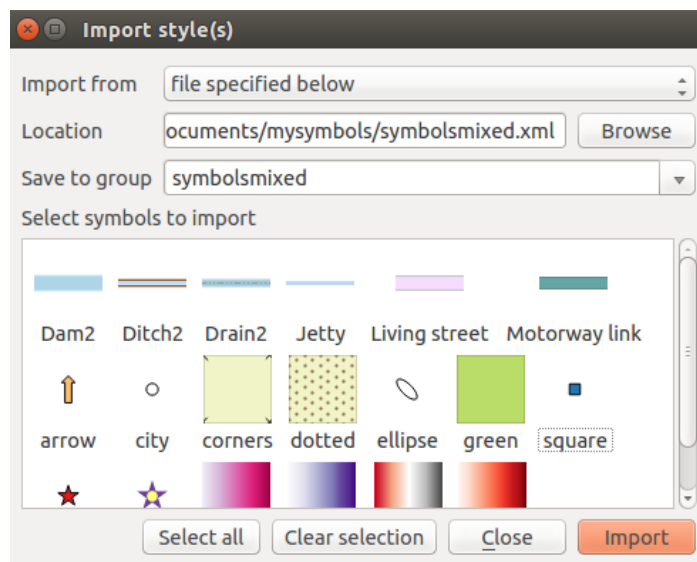 Import style(s)
Import from file specified below
Location ocuments/mysymbols/symbolsmixed.xml Browse
Save to group symbolsmixed
Select symbols to import
Dam2 Ditch2 Drain2 Jetty Living street Motorway link
arrow city corners dotted ellipse green square
Select all Clear selection Close Import